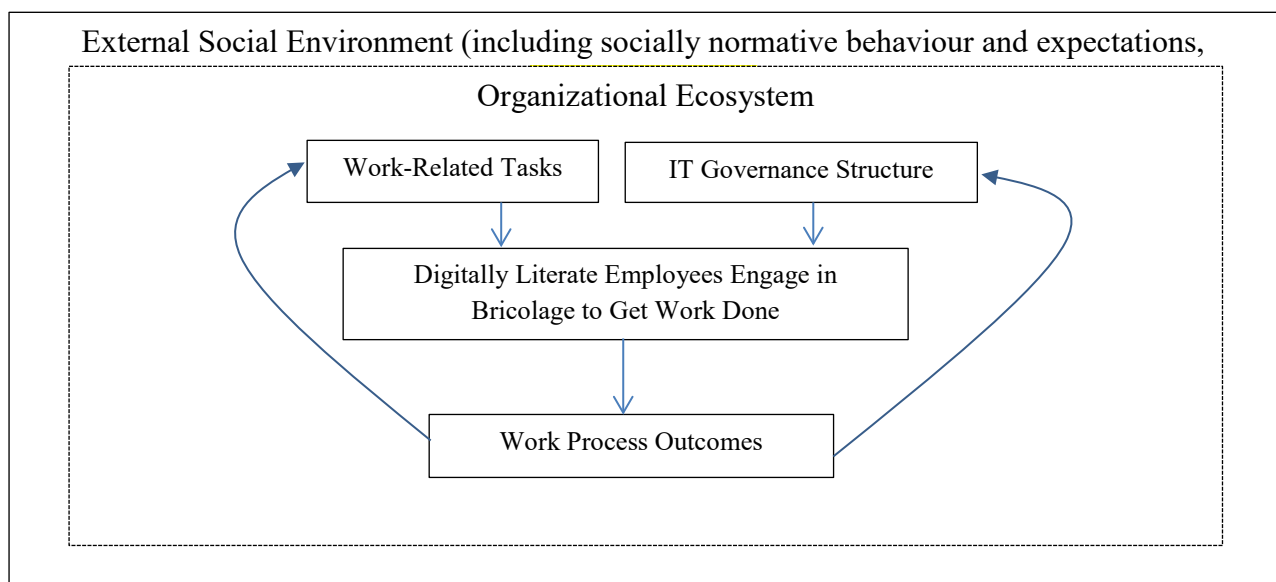 External Social Environment (including socially normative behaviour and expectations,
Organizational Ecosystem
Work-Related Tasks
IT Governance Structure
Digitally Literate Employees Engage in
Bricolage to Get Work Done
Work Process Outcomes